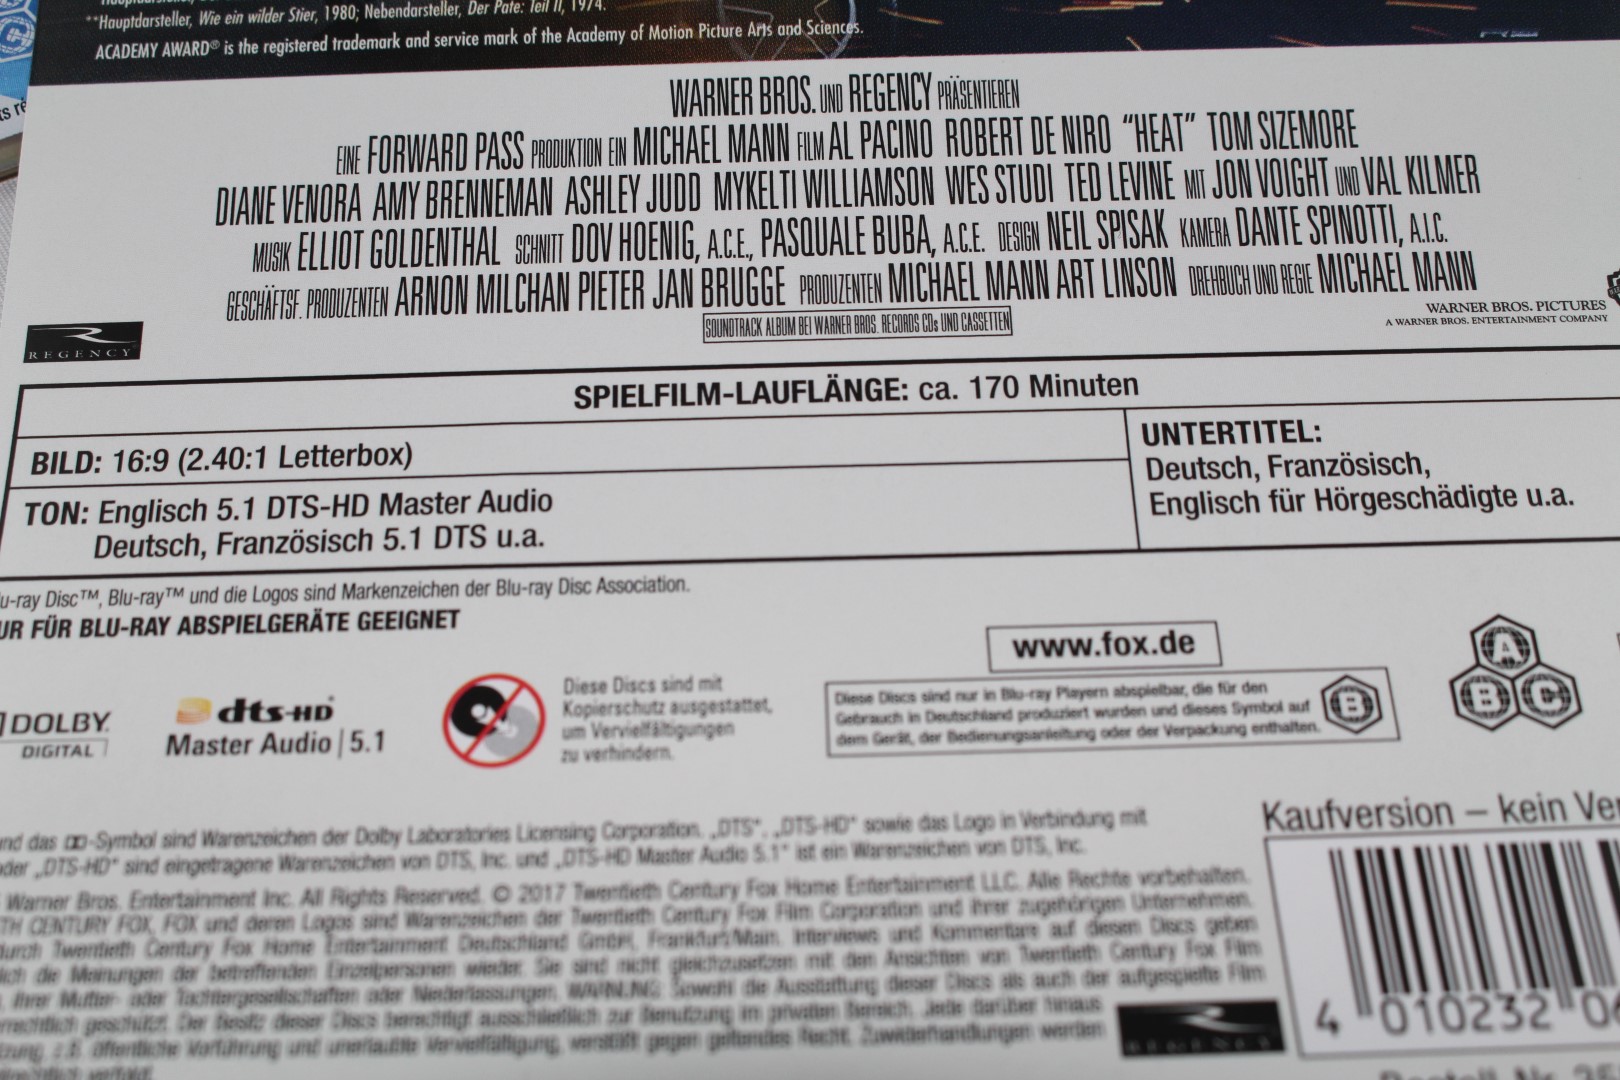 **Hauptdarsteller, Wie ein wilder Stier, 1980; Nebendarsteller, Der Pate: Teil II, 1974.
ACADEMY AWARD® is the registered trademark and service mark of the Academy of Motion Picture Arts and Sciences.
WARNER BROS. UND REGENCY PRÄSENTIEREN
EINE FORWARD PASS PRODUKTION EIN MICHAEL MANN FILM AL PACINO ROBERT DE NIRO "HEAT" TOM SIZEMORE
DIANE VENORA AMY BRENNEMAN ASHLEY JUDD MYKELTI WILLIAMSON WES STUDI TED LEVINE MIT JON VOIGHT UND VAL KILMER
MUSIK ELLIOT GOLDENTHAL SCHNITT DOV HOENIG, A.C.E., PASQUALE BUBA, A.C.E. DESIGN NEIL SPISAK KAMERA DANTE SPINOTTI, A.I.C.
GESCHÄFTSF. PRODUZENTEN ARNON MILCHAN PIETER JAN BRUGGE PRODUZENTEN MICHAEL MANN ART LINSON DREHBUCH UND REGIE MICHAEL MANN
SOUNDTRACK ALBUM BEI WARNER BROS. RECORDS CDs UND CASSETTEN
WARNER BROS. PICTURES
A WARNER BROS. ENTERTAINMENT COMPANY
REGENCY
SPIELFILM-LAUFLÄNGE: ca. 170 Minuten
BILD: 16:9 (2.40:1 Letterbox)
TON: Englisch 5.1 DTS-HD Master Audio
Deutsch, Französisch 5.1 DTS u.a.
UNTERTITEL:
Deutsch, Französisch,
Englisch für Hörgeschädigte u.a.
u-ray Disc™, Blu-ray™ und die Logos sind Markenzeichen der Blu-ray Disc Association.
UR FÜR BLU-RAY ABSPIELGERÄTE GEEIGNET
DOLBY
DIGITAL
dts-HD
Master Audio | 5.1
Diese Discs sind mit
Kopierschutz ausgestattet,
um Vervielfältigungen
zu verhindern.
www.fox.de
Diese Discs sind nur in Blu-ray Playern abspielbar, die für den
Gebrauch in Deutschland produziert wurden und dieses Symbol auf
dem Gerät, der Bedienungsanleitung oder der Verpackung enthalten.
B
A
B C
nd das -Symbol sind Warenzeichen der Dolby Laboratories Licensing Corporation. „DTS“, „DTS-HD“ sowie das Logo in Verbindung mit
der „DTS-HD“ sind eingetragene Warenzeichen von DTS, Inc. und „DTS-HD Master Audio 5.1“ ist ein Warenzeichen von DTS, Inc.
Warner Bros. Entertainment Inc. All Rights Reserved. © 2017 Twentieth Century Fox Home Entertainment LLC. Alle Rechte vorbehalten.
TH CENTURY FOX, FOX und deren Logos sind Warenzeichen der Twentieth Century Fox Film Corporation und ihrer zugehörigen Unternehmen.
durch Twentieth Century Fox Home Entertainment Deutschland GmbH, Frankfurt/Main. Interviews und Kommentare auf diesen Discs geben
lich die Meinungen der betreffenden Einzelpersonen wieder. Sie sind nicht gleichzusetzen mit den Ansichten von Twentieth Century Fox Film
, ihrer Mutter- oder Tochtergesellschaften oder Niederlassungen. WARNUNG: Sowohl die Ausstattung dieser Discs als auch der aufgespielte Film
rrechtlich geschützt. Der Besitz dieser Discs berechtigt ausschließlich zur Benutzung im privaten Bereich. Jede darüber hinaus
tzung, z.B. öffentliche Vorführung und unerlaubte Vervielfältigung, verstößt gegen geltendes Recht. Zuwiderhandlungen werden
verfolgt.
REGENCY
Kaufversion – kein Ve
4 010232 06